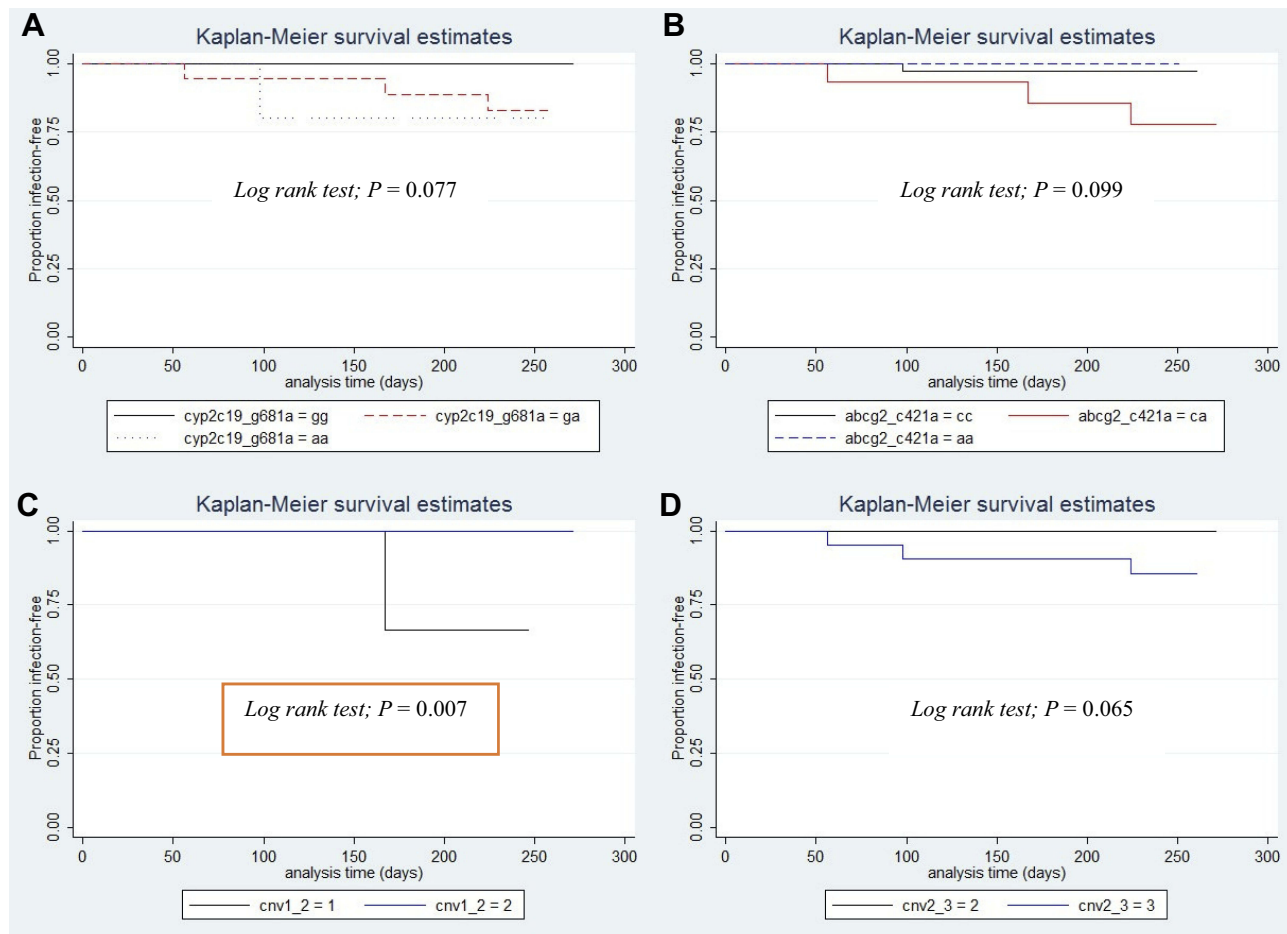 A
Kaplan-Meier survival estimates
Proportion infection-free
1.00
0.75
0.50
0.25
0.00
Log rank test; P = 0.077
0 50 100 150 200 250 300
analysis time (days)
cyp2c19_g681a = gg cyp2c19_g681a = ga
cyp2c19_g681a = aa
B
Kaplan-Meier survival estimates
Proportion infection-free
1.00
0.75
0.50
0.25
0.00
Log rank test; P = 0.099
0 50 100 150 200 250 300
analysis time (days)
abcg2_c421a = cc abcg2_c421a = ca
abcg2_c421a = aa
C
Kaplan-Meier survival estimates
Proportion infection-free
1.00
0.75
0.50
0.25
0.00
Log rank test; P = 0.007
0 50 100 150 200 250 300
analysis time (days)
cnv1_2 = 1 cnv1_2 = 2
D
Kaplan-Meier survival estimates
Proportion infection-free
1.00
0.75
0.50
0.25
0.00
Log rank test; P = 0.065
0 50 100 150 200 250 300
analysis time (days)
cnv2_3 = 2 cnv2_3 = 3